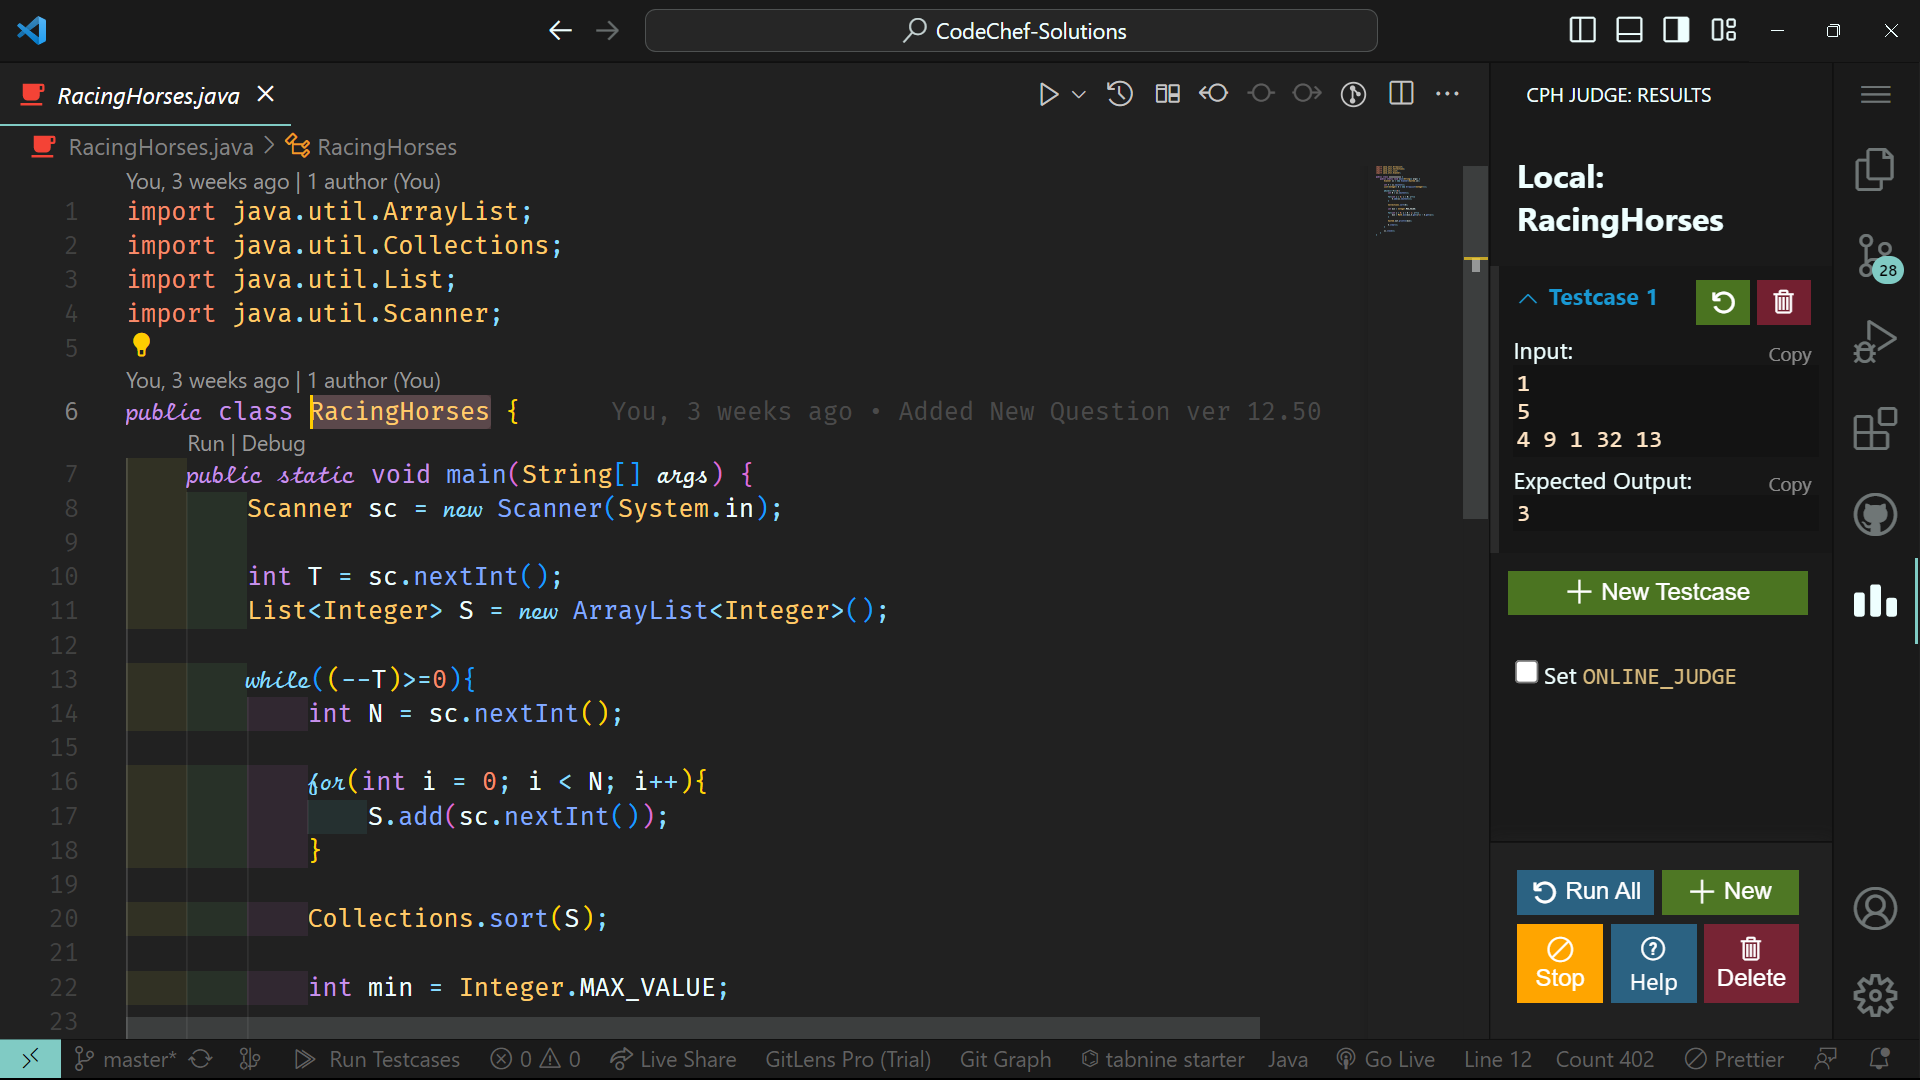 CodeChef-Solutions
RacingHorses.java
RacingHorses.java > RacingHorses
You, 3 weeks ago | 1 author (You)
1 import java.util.ArrayList;
2 import java.util.Collections;
3 import java.util.List;
4 import java.util.Scanner;
5
You, 3 weeks ago | 1 author (You)
6 public class RacingHorses { You, 3 weeks ago • Added New Question ver 12.50
Run | Debug
7 public static void main(String[] args) {
8 Scanner sc = new Scanner(System.in);
9
10 int T = sc.nextInt();
11 List<Integer> S = new ArrayList<Integer>();
12
13 while((--T)>=0){
14 int N = sc.nextInt();
15
16 for(int i = 0; i < N; i++){
17 S.add(sc.nextInt());
18 }
19
20 Collections.sort(S);
21
22 int min = Integer.MAX_VALUE;
23
CPH JUDGE: RESULTS
Local:
RacingHorses
Testcase 1
Input:
Copy
1
5
4 9 1 32 13
Expected Output:
Copy
3
+ New Testcase
Set ONLINE_JUDGE
Run All
+ New
Stop
Help
Delete
28
master* Run Testcases 0 0 Live Share GitLens Pro (Trial) Git Graph tabnine starter Java Go Live Line 12 Count 402 Prettier